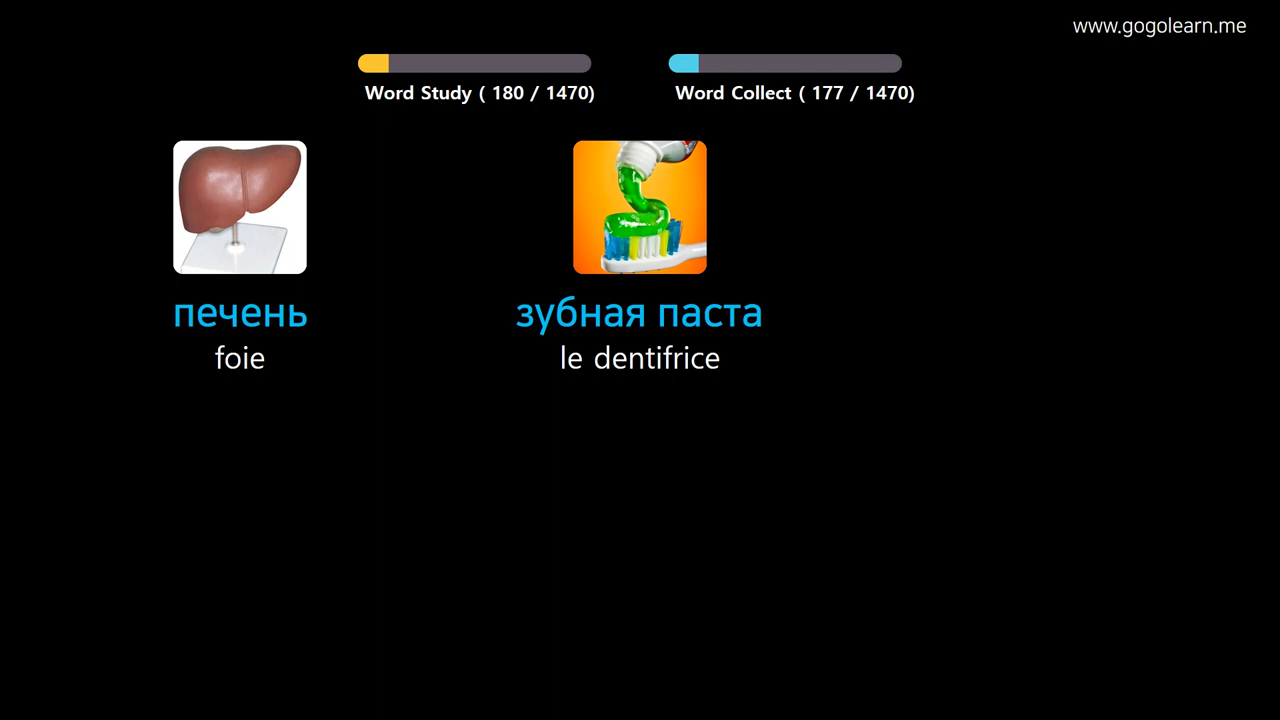 www.gogolearn.me
Word Study ( 180 / 1470)
Word Collect ( 177 / 1470)
печень
foie
зубная паста
le dentifrice